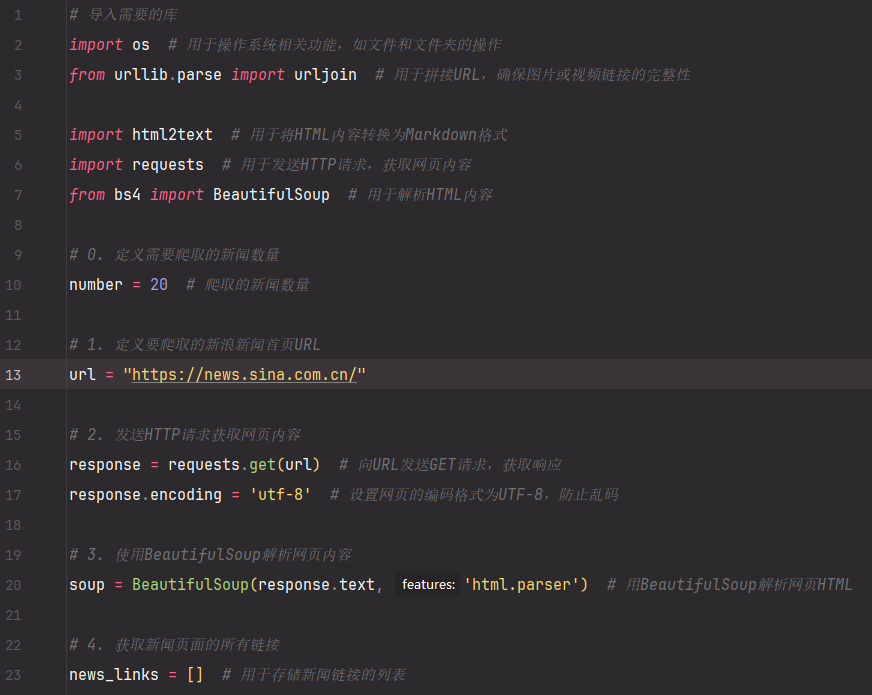 1 # 导入需要的库
2 import os  # 用于操作系统相关功能，如文件和文件夹的操作
3 from urllib.parse import urljoin  # 用于拼接URL，确保图片或视频链接的完整性
4
5 import html2text  # 用于将HTML内容转换为Markdown格式
6 import requests  # 用于发送HTTP请求，获取网页内容
7 from bs4 import BeautifulSoup  # 用于解析HTML内容
8
9 # 0. 定义需要爬取的新闻数量
10 number = 20  # 爬取的新闻数量
11
12 # 1. 定义要爬取的新浪新闻首页URL
13 url = "https://news.sina.com.cn/"
14
15 # 2. 发送HTTP请求获取网页内容
16 response = requests.get(url)  # 向URL发送GET请求，获取响应
17 response.encoding = 'utf-8'  # 设置网页的编码格式为UTF-8，防止乱码
18
19 # 3. 使用BeautifulSoup解析网页内容
20 soup = BeautifulSoup(response.text, features: 'html.parser')  # 用BeautifulSoup解析网页HTML
21
22 # 4. 获取新闻页面的所有链接
23 news_links = []  # 用于存储新闻链接的列表